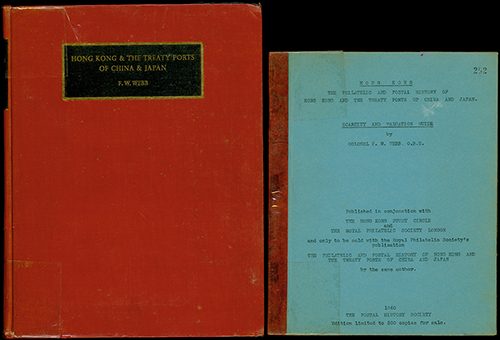 HONG KONG & THE TREATY PORTS
OF CHINA & JAPAN
F. W. WEBB
252
HONG KONG
THE PHILATELIC AND POSTAL HISTORY OF
HONG KONG AND THE TREATY PORTS OF CHINA AND JAPAN.
SCARCITY AND VALUATION GUIDE
by
COLONEL F. W. WEBB. O.B.E.
Published in conjunction with
THE HONG KONG STUDY CIRCLE
and
THE ROYAL PHILATELIC SOCIETY LONDON
and only to be sold with the Royal Philatelic Society's
publication
THE PHILATELIC AND POSTAL HISTORY OF HONG KONG AND
THE TREATY PORTS OF CHINA AND JAPAN
by the same author.
THE POSTAL HISTORY SOCIETY
Edition limited to 500 copies for sale.